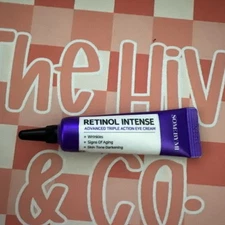 The Hiv
RETINOL INTENSE
ADVANCED TRIPLE ACTION EYE CREAM
+ Wrinkles
+ Signs Of Aging
+ Skin Tone Darkening
SOME BY MI
& Co.